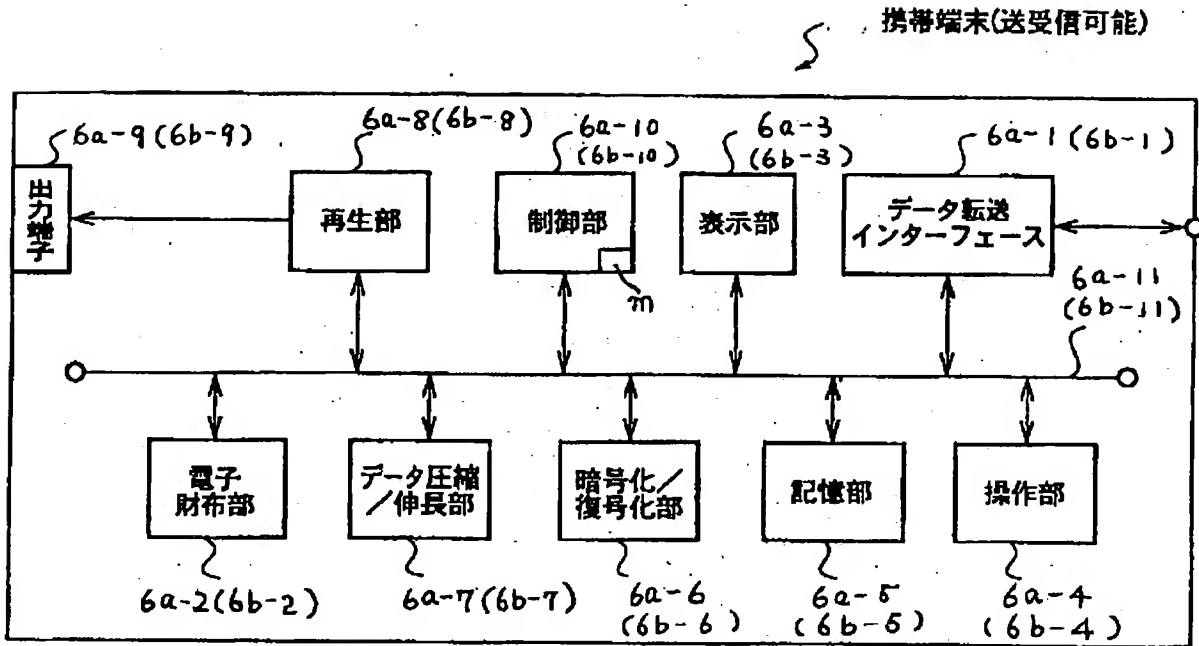 携帯端末(送受信可能)
6a-9(6b-9)
6a-8(6b-8)
6a-10
(6b-10)
6a-3
(6b-3)
6a-1(6b-1)
出力端子
再生部
制御部
表示部
データ転送
インターフェース
m
6a-11
(6b-11)
電子
財布部
データ圧縮
/伸長部
暗号化/
復号化部
記憶部
操作部
6a-2(6b-2)
6a-7(6b-7)
6a-6
(6b-6)
6a-5
(6b-5)
6a-4
(6b-4)